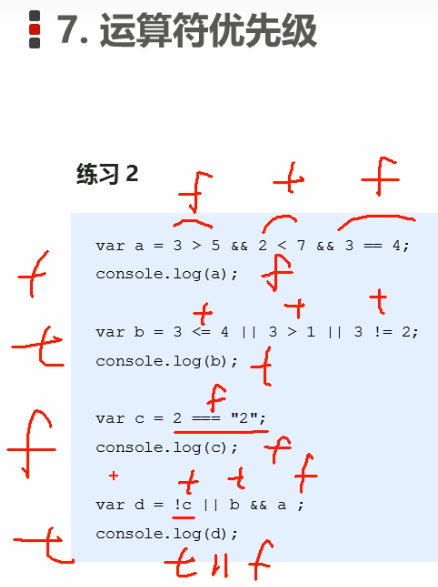 7. 运算符优先级
练习 2
f t f
var a = 3 > 5 && 2 < 7 && 3 == 4;
f console.log(a); f
t t t
var b = 3 <= 4 || 3 > 1 || 3 != 2;
t console.log(b); t
f
var c = 2 === "2";
f console.log(c); f
t t f
var d = !c || b && a ;
t console.log(d);
t || f